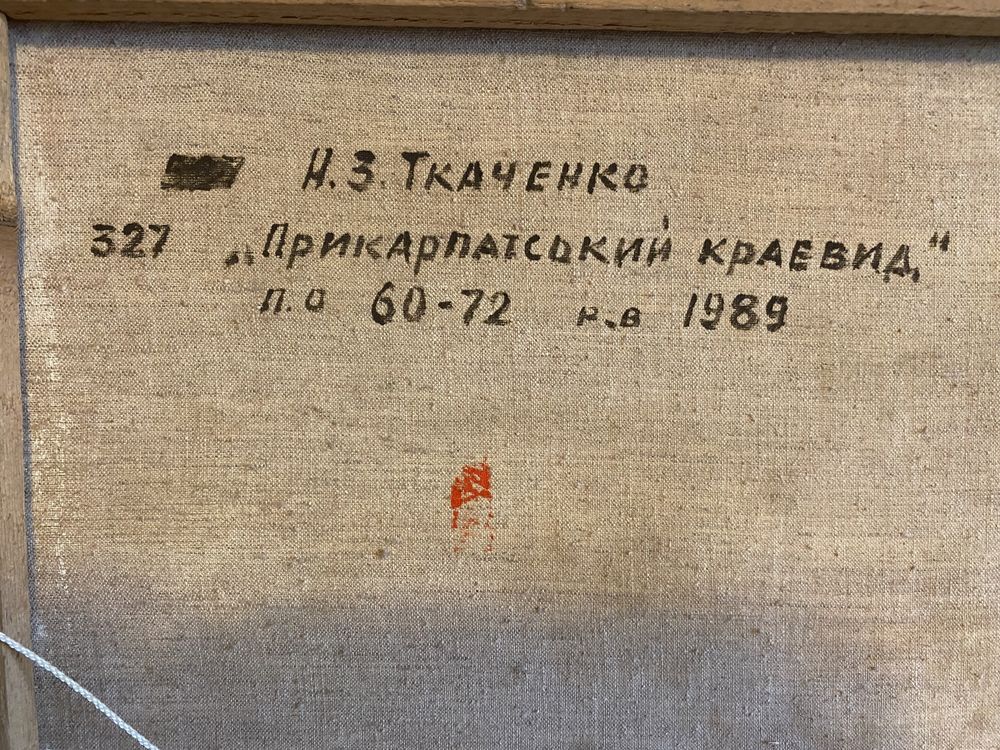 Н.З. Ткаченко
327 „Прикарпатський краевид"
п.о 60-72 р.в 1989